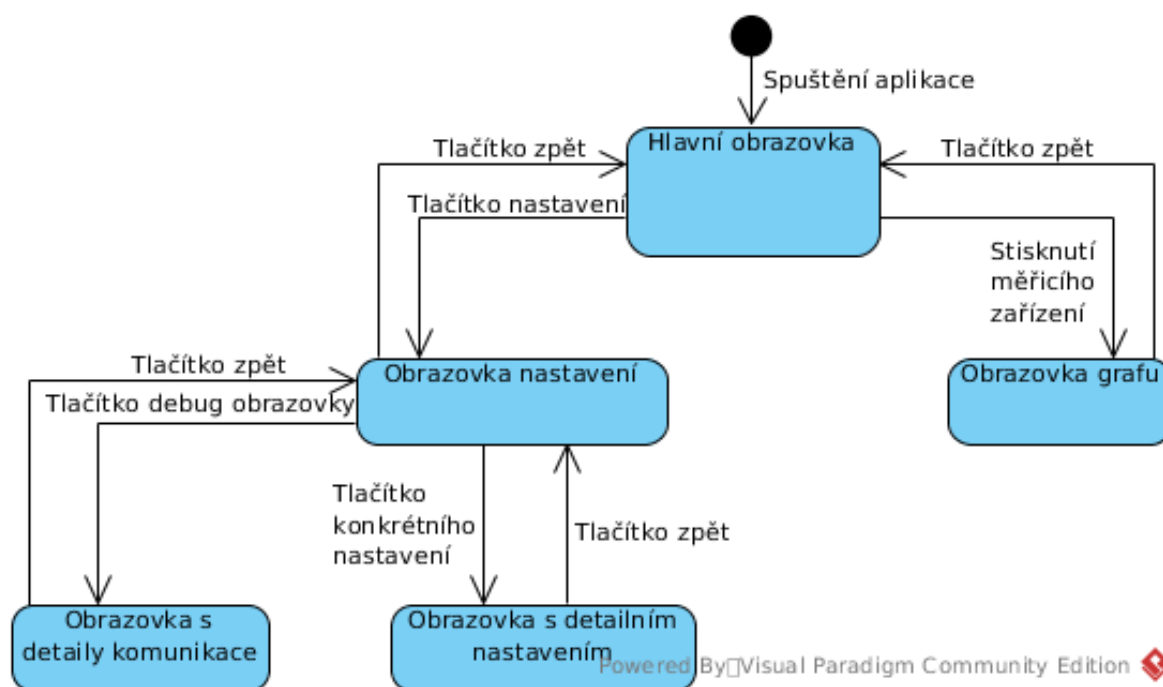 Spuštění aplikace
Hlavní obrazovka
Tlačítko zpět
Tlačítko zpět
Tlačítko nastavení
Stisknutí
měřicího
zařízení
Tlačítko zpět
Obrazovka nastavení
Obrazovka grafu
Tlačítko debug obrazovky
Tlačítko
konkrétního
nastavení
Tlačítko zpět
Obrazovka s
detaily komunikace
Obrazovka s detailním
nastavením
Powered By□Visual Paradigm Community Edition